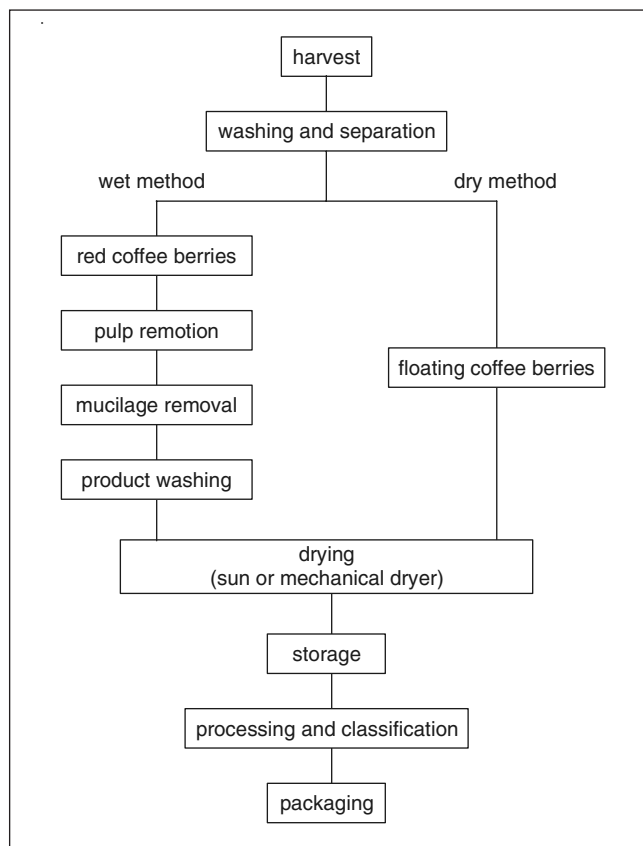 harvest
washing and separation
wet method
dry method
red coffee berries
pulp remotion
mucilage removal
product washing
floating coffee berries
drying
(sun or mechanical dryer)
storage
processing and classification
packaging